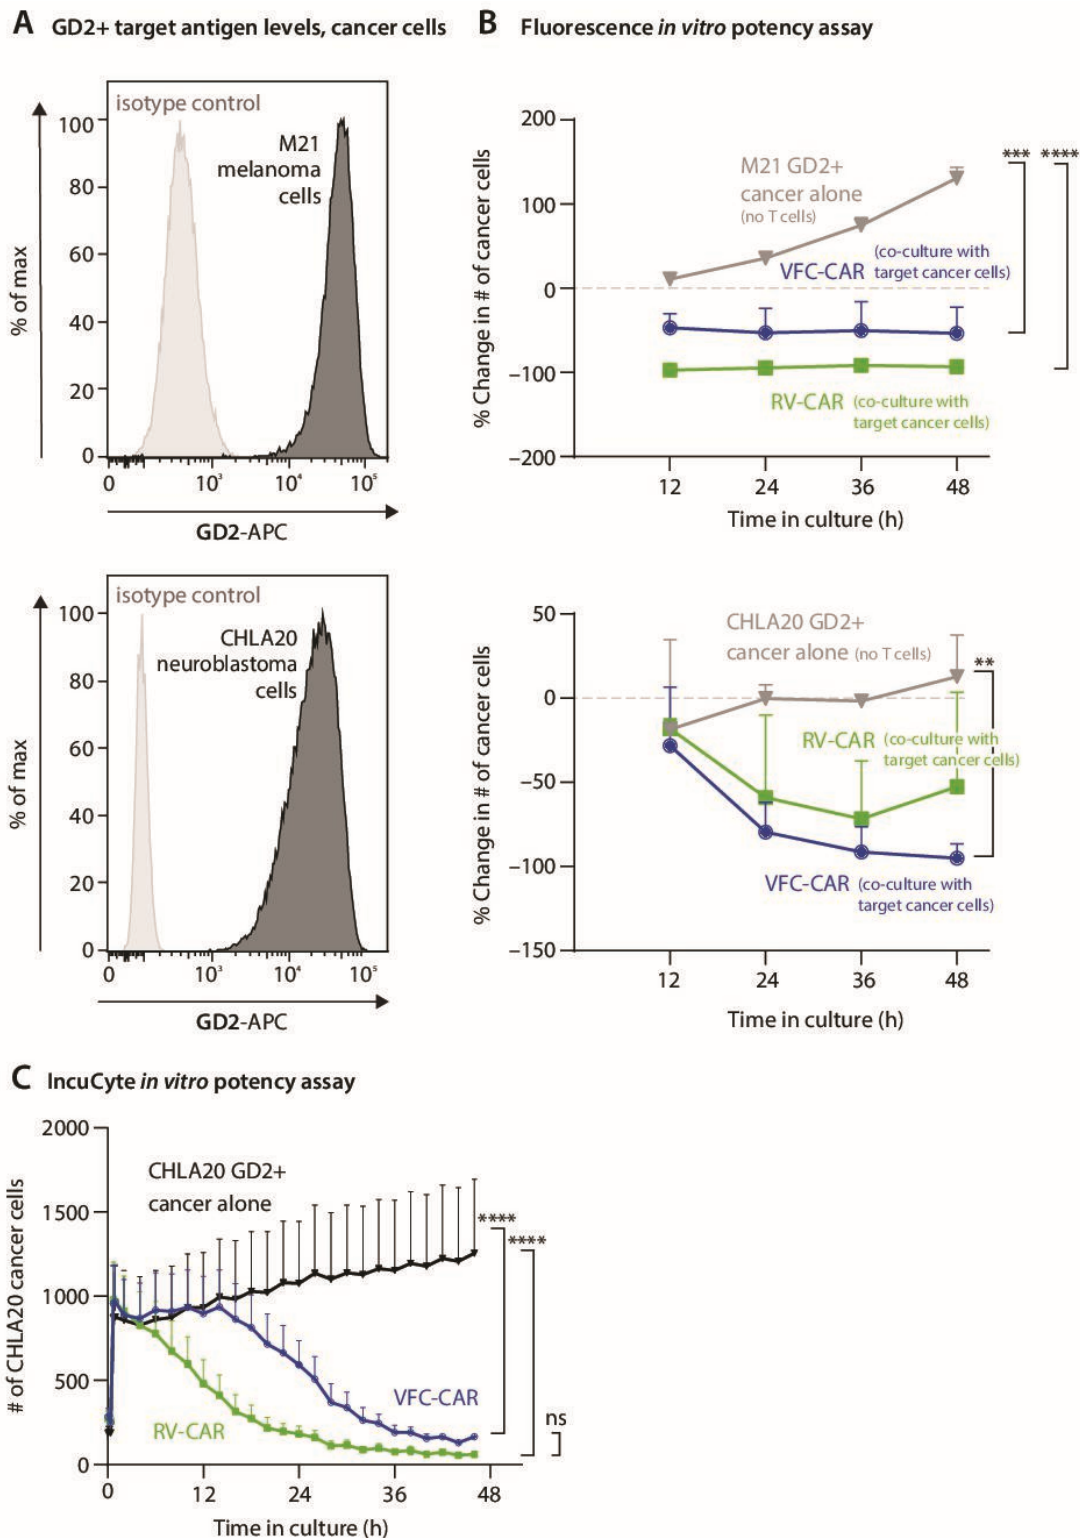 A GD2+ target antigen levels, cancer cells
isotype control
M21
melanoma
cells
100
80
60
40
20
0
% of max
0 10³ 10⁴ 10⁵
GD2-APC
isotype control
CHLA20
neuroblastoma
cells
100
80
60
40
20
0
% of max
0 10³ 10⁴ 10⁵
GD2-APC
B Fluorescence in vitro potency assay
200
100
0
−100
−200
% Change in # of cancer cells
M21 GD2+
cancer alone
(no T cells)
VFC-CAR (co-culture with
target cancer cells)
RV-CAR (co-culture with
target cancer cells)
*** ****
12 24 36 48
Time in culture (h)
50
0
−50
−100
−150
% Change in # of cancer cells
CHLA20 GD2+
cancer alone (no T cells)
**
RV-CAR (co-culture with
target cancer cells)
VFC-CAR (co-culture with
target cancer cells)
12 24 36 48
Time in culture (h)
C IncuCyte in vitro potency assay
2000
1500
1000
500
0
# of CHLA20 cancer cells
CHLA20 GD2+
cancer alone
****
****
VFC-CAR
RV-CAR
ns
0 12 24 36 48
Time in culture (h)